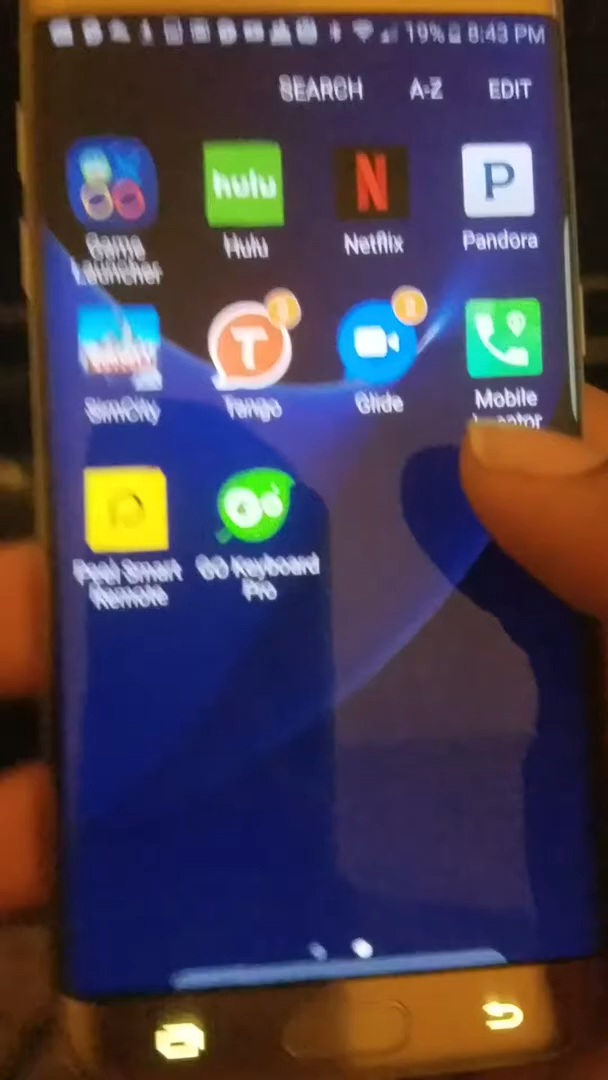 19% 8:43 PM
SEARCH A-Z EDIT
hulu N P
Game Launcher
Hulu
Netflix
Pandora
T
SimCity
Tango
Glide
Mobile
Peel Smart Remote
GO Keyboard Pro